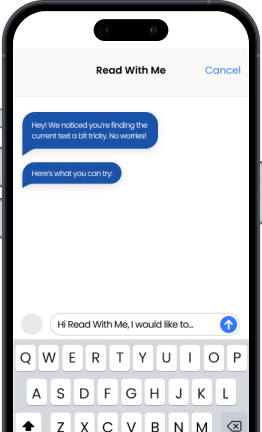 Read With Me
Cancel
Hey! We noticed you're finding the
current text a bit tricky. No worries!
Here's what you can try:
Hi Read With Me, I would like to...
Q W E R T Y U I O P
A S D F G H J K L
Z X C V B N M